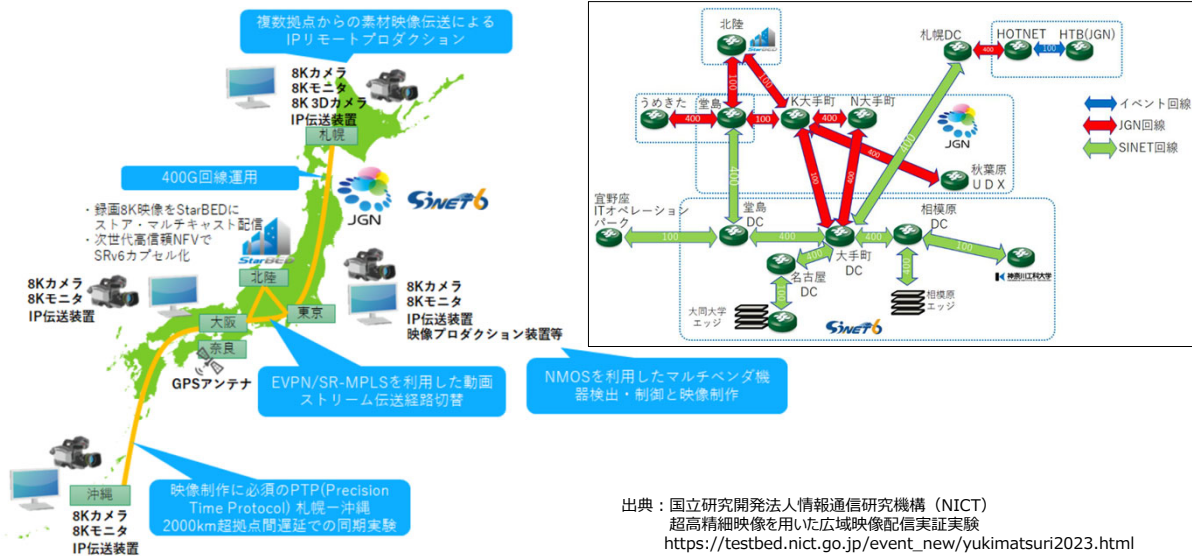 複数拠点からの素材映像伝送による
IPリモートプロダクション
8Kカメラ
8Kモニタ
8K 3Dカメラ
IP伝送装置
札幌
400G回線運用
JGN
SINET6
・録画8K映像をStarBEDに
ストア・マルチキャスト配信
・次世代高信頼NFVで
SRv6カプセル化
StarBED
北陸
8Kカメラ
8Kモニタ
IP伝送装置
大阪
東京
奈良
GPSアンテナ
8Kカメラ
8Kモニタ
IP伝送装置
映像プロダクション装置等
EVPN/SR-MPLSを利用した動画
ストリーム伝送経路切替
NMOSを利用したマルチベンダ機
器検出・制御と映像制作
沖縄
8Kカメラ
8Kモニタ
IP伝送装置
映像制作に必須のPTP(Precision
Time Protocol) 札幌ー沖縄
2000km超拠点間遅延での同期実験
北陸
StarBED
札幌DC
400
HOTNET
100
HTB(JGN)
100
100
うめきた
400
堂島
100
K大手町
400
N大手町
JGN
400
秋葉原
UDX
イベント回線
JGN回線
SINET回線
400
400
100
400
宜野座
ITオペレーション
パーク
100
堂島
DC
400
大手町
DC
400
相模原
DC
100
神奈川工科大学
400
名古屋
DC
100
大同大学
エッジ
400
相模原
エッジ
SINET6
出典：国立研究開発法人情報通信研究機構（NICT）
超高精細映像を用いた広域映像配信実証実験
https://testbed.nict.go.jp/event_new/yukimatsuri2023.html